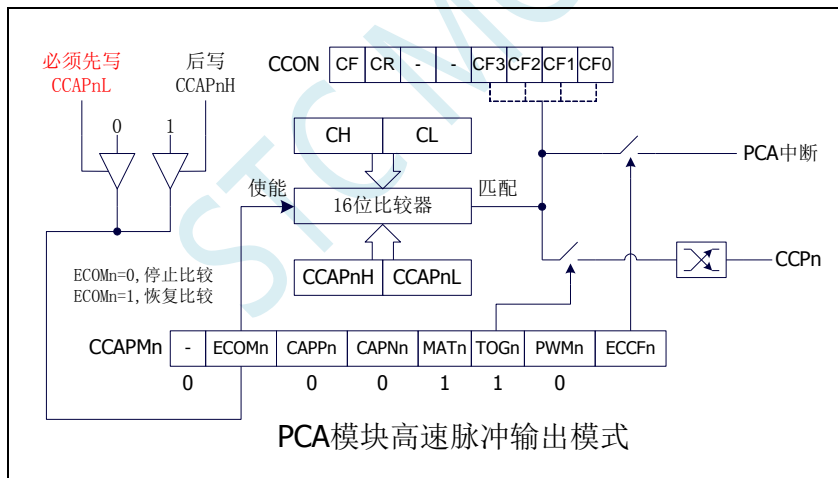 必须先写 后写 CCON CF CR - - CF3 CF2 CF1 CF0
CCAPnL CCAPnH
0 1
CH CL
PCA中断
使能 16位比较器 匹配
CCPn
ECOMn=0,停止比较 CCAPnH CCAPnL
ECOMn=1,恢复比较
CCAPMn - ECOMn CAPPn CAPNn MATn TOGn PWMn ECCFn
0 0 0 1 1 0
PCA模块高速脉冲输出模式
STC MC